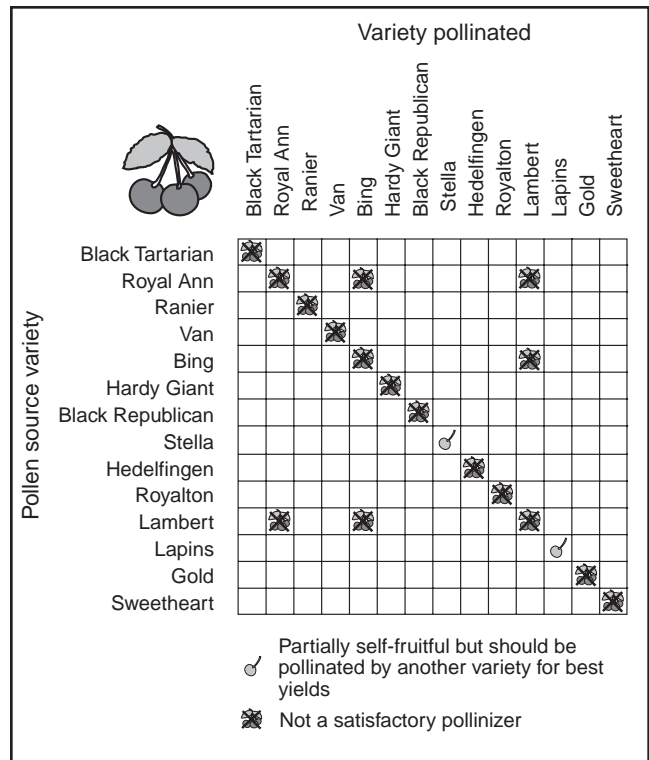 Variety pollinated
Black Tartarian
Royal Ann
Ranier
Van
Bing
Hardy Giant
Black Republican
Stella
Hedelfingen
Royalton
Lambert
Lapins
Gold
Sweetheart
Pollen source variety
Black Tartarian
Royal Ann
Ranier
Van
Bing
Hardy Giant
Black Republican
Stella
Hedelfingen
Royalton
Lambert
Lapins
Gold
Sweetheart
Partially self-fruitful but should be
pollinated by another variety for best
yields
Not a satisfactory pollinizer